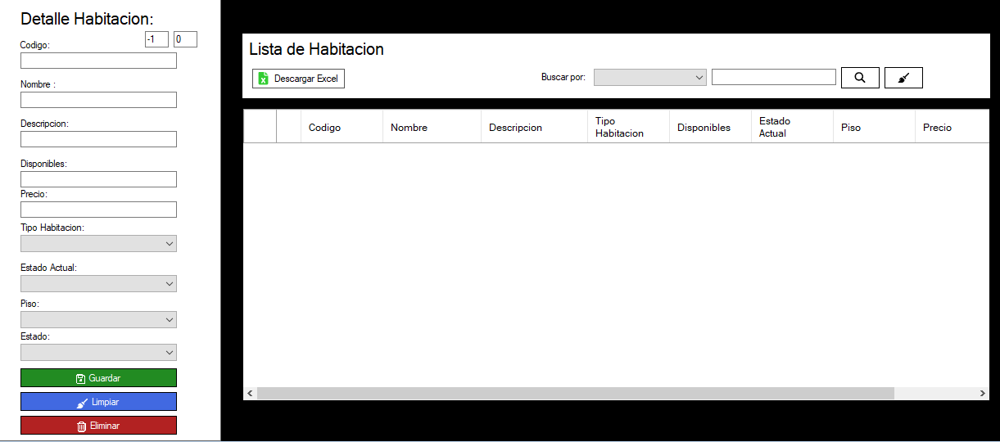 Detalle Habitacion:
-1 0
Codigo:
Nombre :
Descripcion:
Disponibles:
Precio:
Tipo Habitacion:
Estado Actual:
Piso:
Estado:
Guardar
Limpiar
Eliminar
Lista de Habitacion
Descargar Excel
Buscar por:
Codigo
Nombre
Descripcion
Tipo
Habitacion
Disponibles
Estado
Actual
Piso
Precio